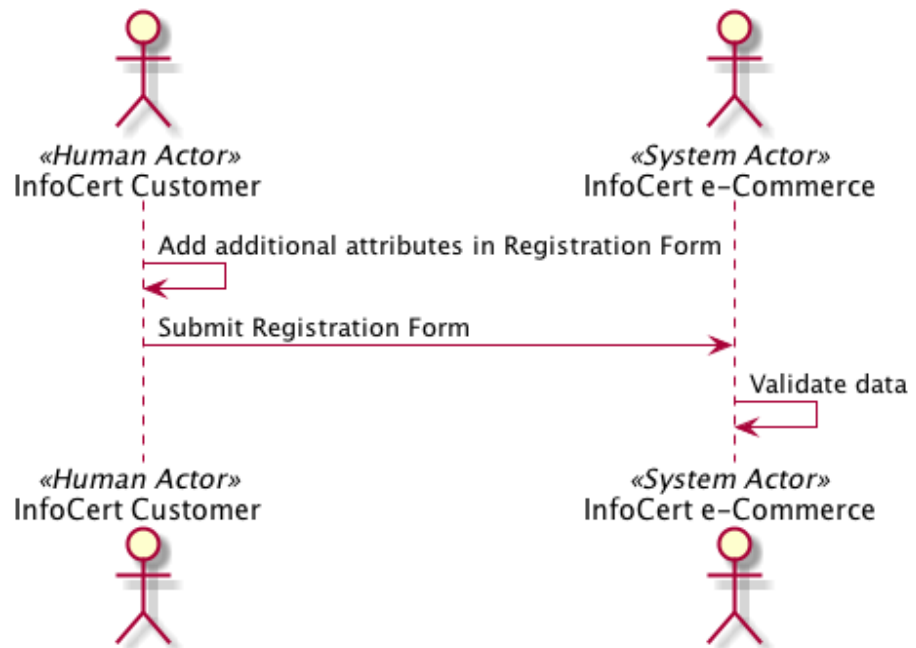 «Human Actor»
InfoCert Customer
«System Actor»
InfoCert e-Commerce
Add additional attributes in Registration Form
Submit Registration Form
Validate data
«Human Actor»
InfoCert Customer
«System Actor»
InfoCert e-Commerce